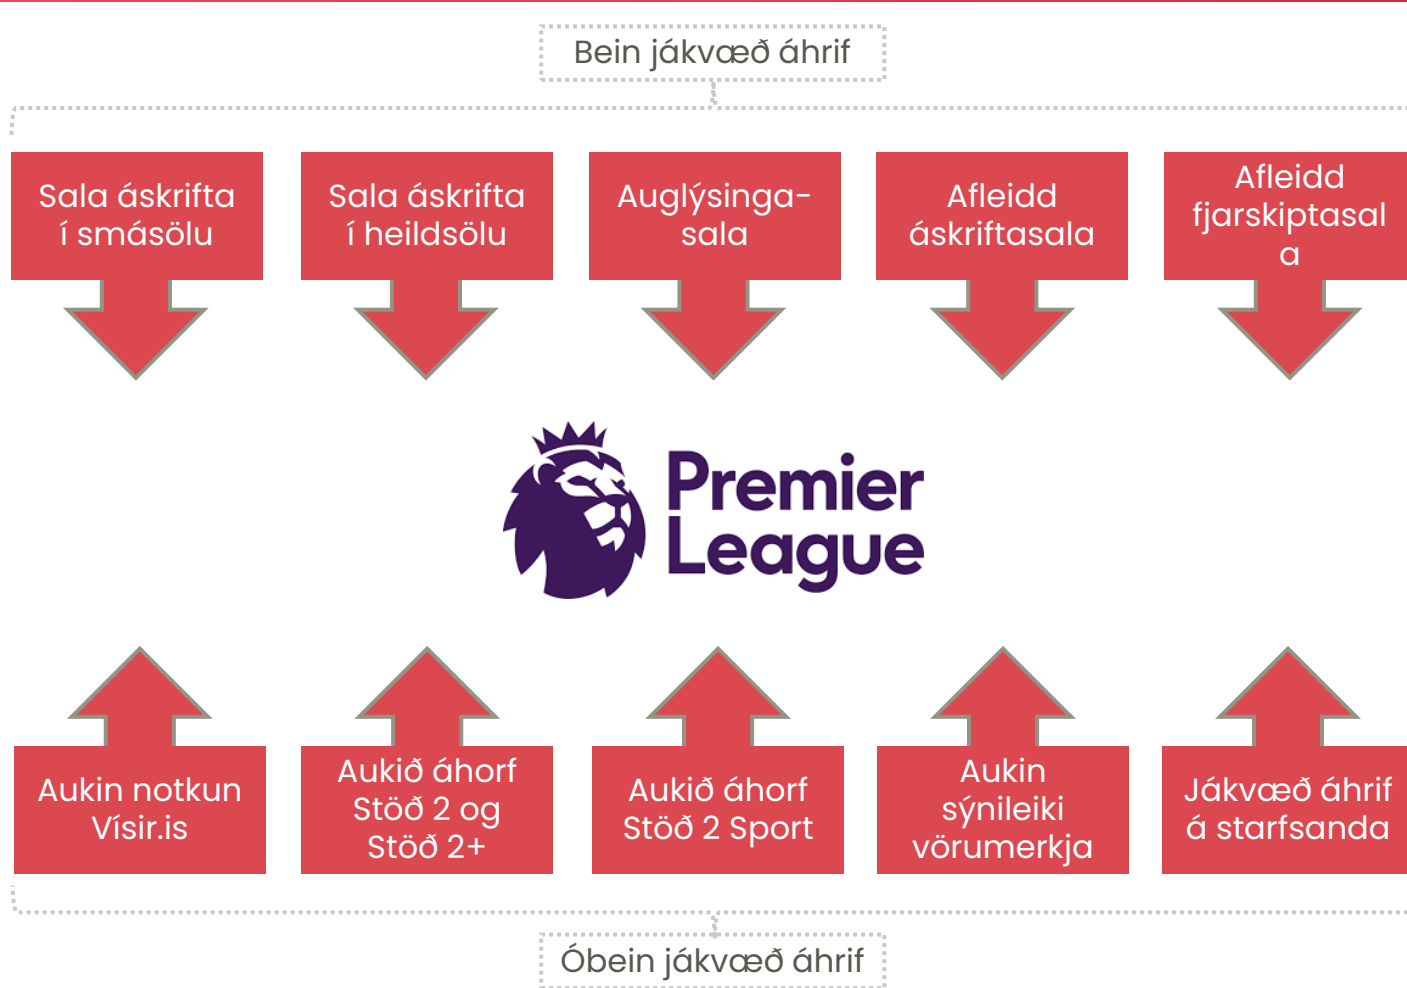 Bein jákvæð áhrif
Sala áskrifta
í smásölu
Sala áskrifta
í heildsölu
Auglýsinga-
sala
Afleidd
áskriftasala
Afleidd
fjarskiptasal
a
Premier
League
Aukin notkun
Vísir.is
Aukið áhorf
Stöð 2 og
Stöð 2+
Aukið áhorf
Stöð 2 Sport
Aukin
sýnileiki
vörumerkja
Jákvæð áhrif
á starfsanda
Óbein jákvæð áhrif